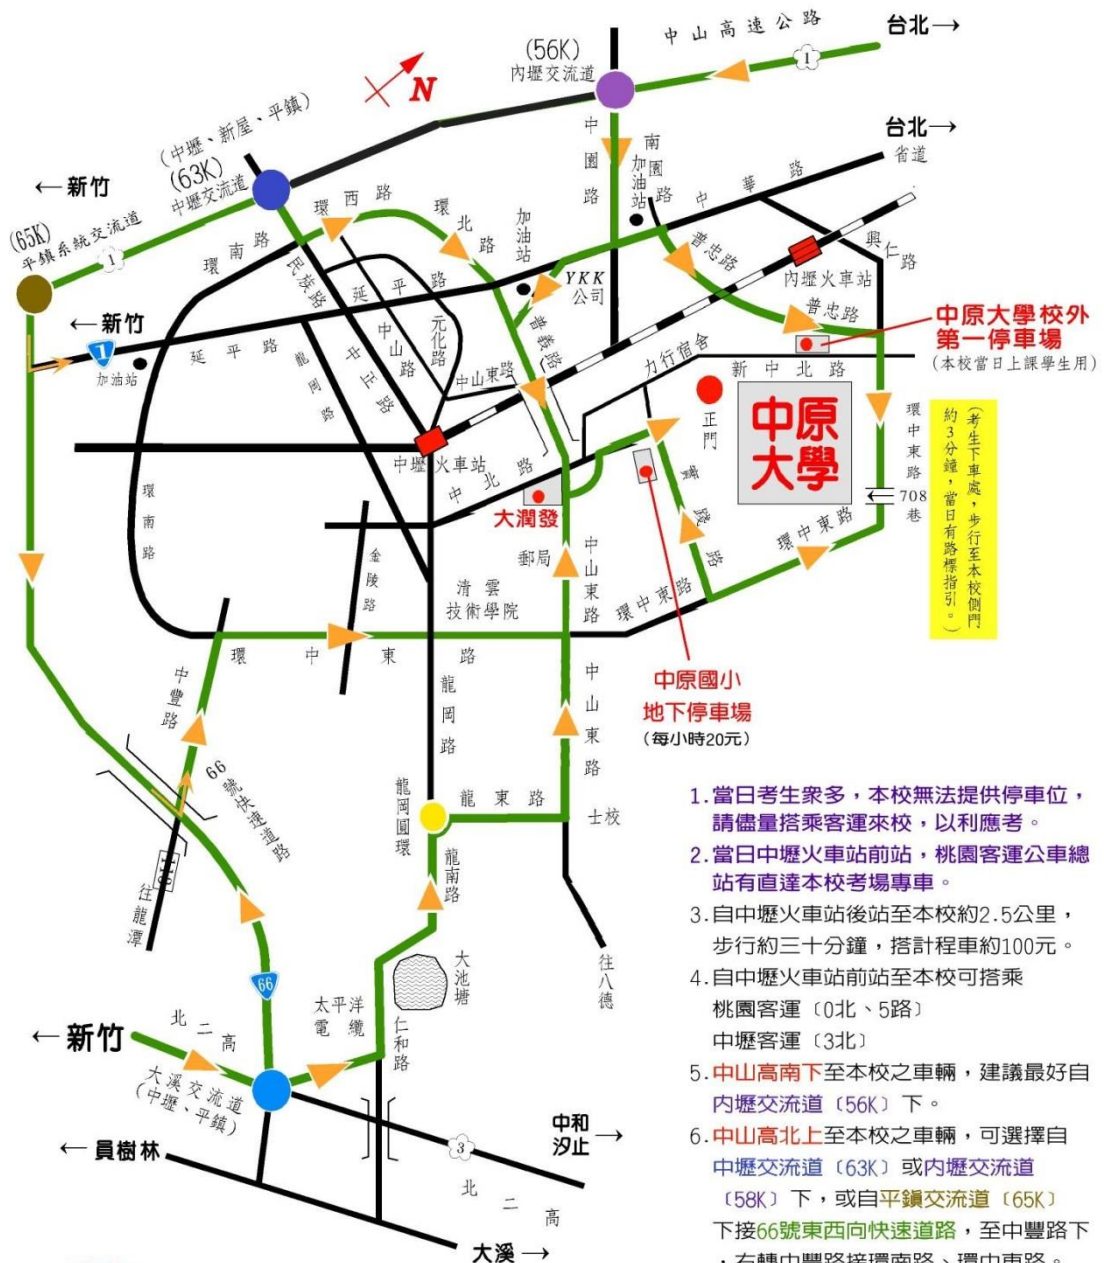 台北→
中山高速公路
1
(56K)
內壢交流道
N
台北→
省道
(中壢、新屋、平鎮)
(63K)
中壢交流道
←新竹
(65K)
平鎮系統交流道
1
環西路
環北路
加油站
中園路
南園路
加油站
中華路
環南路
民族路
延平路
YKK
公司
普忠路
內壢火車站
興仁路
←新竹
1
加油站
延平路
龍岡路
中正路
中山路
元化路
中山東路
普義路
普忠路
力行宿舍
新中北路
中原大學校外
第一停車場
(本校當日上課學生用)
正門
中原
大學
環中東路
708
巷
(考生下車處,步行至本校側門
約3分鐘,當日有路標指引。)
中壢火車站
中北路
大潤發
實踐路
環南路
金陵路
郵局
中山東路
清雲
技術學院
環中東路
環中東路
環中東路
中原國小
地下停車場
(每小時20元)
中豐路
龍岡路
中山東路
66號快速道路
龍岡圓環
龍東路
士校
往龍潭
龍南路
66
大池塘
往八德
太平洋
電纜
仁和路
←新竹
北二高
大溪交流道
(中壢、平鎮)
←員樹林
3
中和
汐止→
北二高
大溪→
1.當日考生眾多,本校無法提供停車位,
請儘量搭乘客運來校,以利應考。
2.當日中壢火車站前站,桃園客運公車總
站有直達本校考場專車。
3.自中壢火車站後站至本校約2.5公里,
步行約三十分鐘,搭計程車約100元。
4.自中壢火車站前站至本校可搭乘
桃園客運〔0北、5路〕
中壢客運〔3北〕
5.中山高南下至本校之車輛,建議最好自
內壢交流道〔56K〕下。
6.中山高北上至本校之車輛,可選擇自
中壢交流道〔63K〕或內壢交流道
〔58K〕下,或自平鎮交流道〔65K〕
下接66號東西向快速道路,至中豐路下
,右轉中豐路接環南路、環中東路。